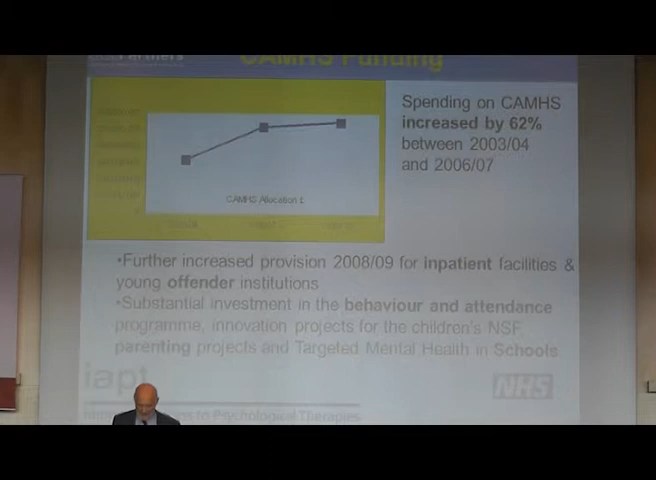 Partners
CAMHS Funding
Spending on CAMHS
increased by 62%
between 2003/04
and 2006/07
CAMHS Allocation £
•Further increased provision 2008/09 for inpatient facilities &
young offender institutions
•Substantial investment in the behaviour and attendance
programme, innovation projects for the children's NSF,
parenting projects and Targeted Mental Health in Schools
iapt
NHS
to Psychological Therapies